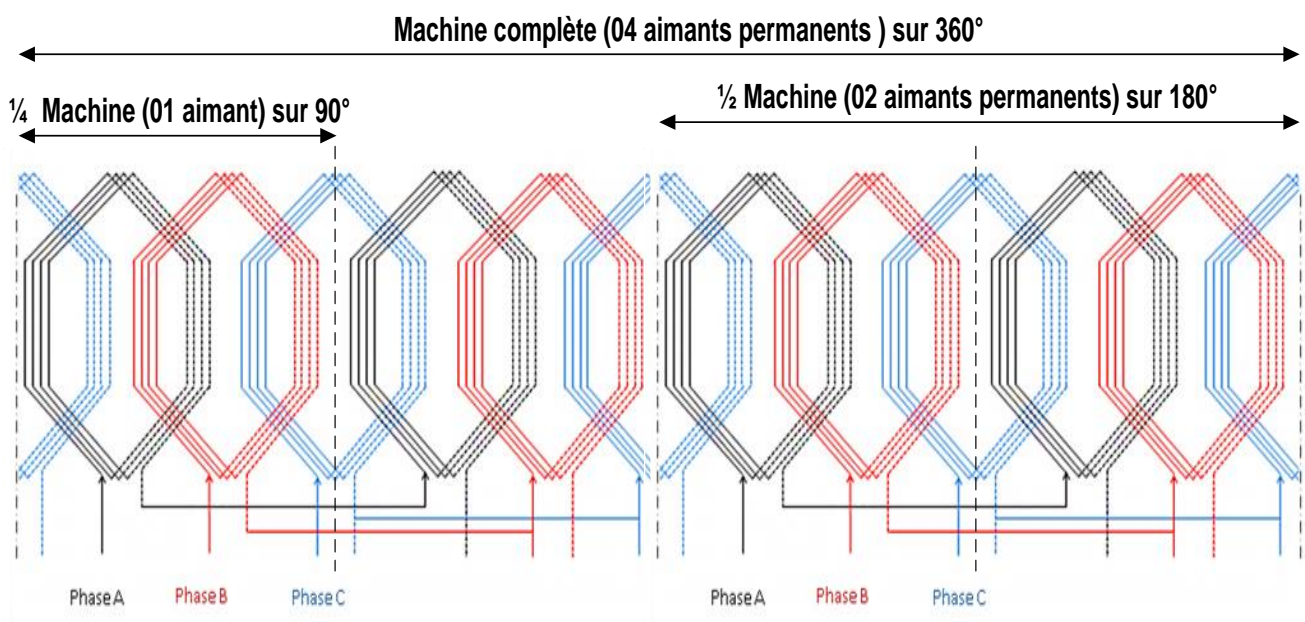 Machine complète (04 aimants permanents ) sur 360°
¼ Machine (01 aimant) sur 90°
½ Machine (02 aimants permanents) sur 180°
Phase A Phase B Phase C Phase A Phase B Phase C